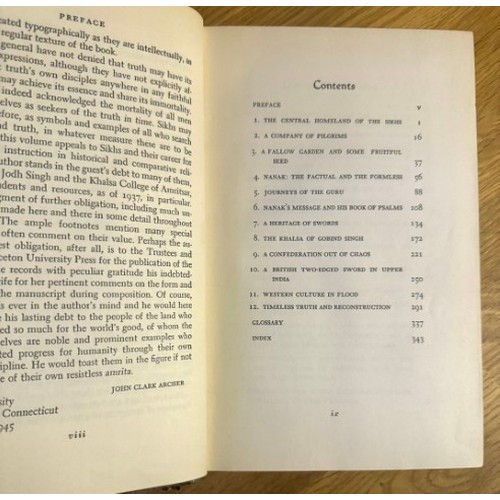 PREFACE
ated typographically as they are intellectually, in
regular texture of the book.
general have not denied that truth may have its
xpressions, although they have not explicitly af-
truth's own disciples anywhere in any faithful
may achieve its essence and share its immortality.
indeed acknowledged the mortality of all men
elves as seekers of the truth in time. Sikhs may
fore, as symbols and examples of all who search
nd truth, in whatever measure these are to be
this volume appeals to Sikhs and their career for
instruction in historical and comparative reli-
author stands in the guest's debt to many of them,
Jodh Singh and the Khalsa College of Amritsar,
dents and resources, as of 1937, in particular.
gment of further obligation, including much un-
made here and there in some detail throughout
The ample footnotes mention many special
often comment on their value. Perhaps the au-
est obligation, after all, is to the Trustees and
ceton University Press for the publication of the
e records with peculiar gratitude his indebted-
ife for her pertinent comments on the form and
the manuscript during composition. Of course,
s ever in the author's mind and he owns
his lasting debt to the people of the land who
ed so much for the world's good, of whom the
selves are noble and prominent examples who
ted progress for humanity through their own
ipline. He would toast them in the figure if not
e of their own resistless amrita.
JOHN CLARK ARCHER
sity
Connecticut
945
viii
Contents
PREFACE v
1. THE CENTRAL HOMELAND OF THE SIKHS 1
2. A COMPANY OF PILGRIMS 16
3. A FALLOW GARDEN AND SOME FRUITFUL
SEED 37
4. NANAK: THE FACTUAL AND THE FORMLESS 56
5. JOURNEYS OF THE GURU 88
6. NANAK'S MESSAGE AND HIS BOOK OF PSALMS 108
7. A HERITAGE OF SWORDS 134
8. THE KHALSA OF GOBIND SINGH 172
9. A CONFEDERATION OUT OF CHAOS 221
10. A BRITISH TWO-EDGED SWORD IN UPPER
INDIA 250
11. WESTERN CULTURE IN FLOOD 274
12. TIMELESS TRUTH AND RECONSTRUCTION 291
GLOSSARY 337
INDEX 343
ix